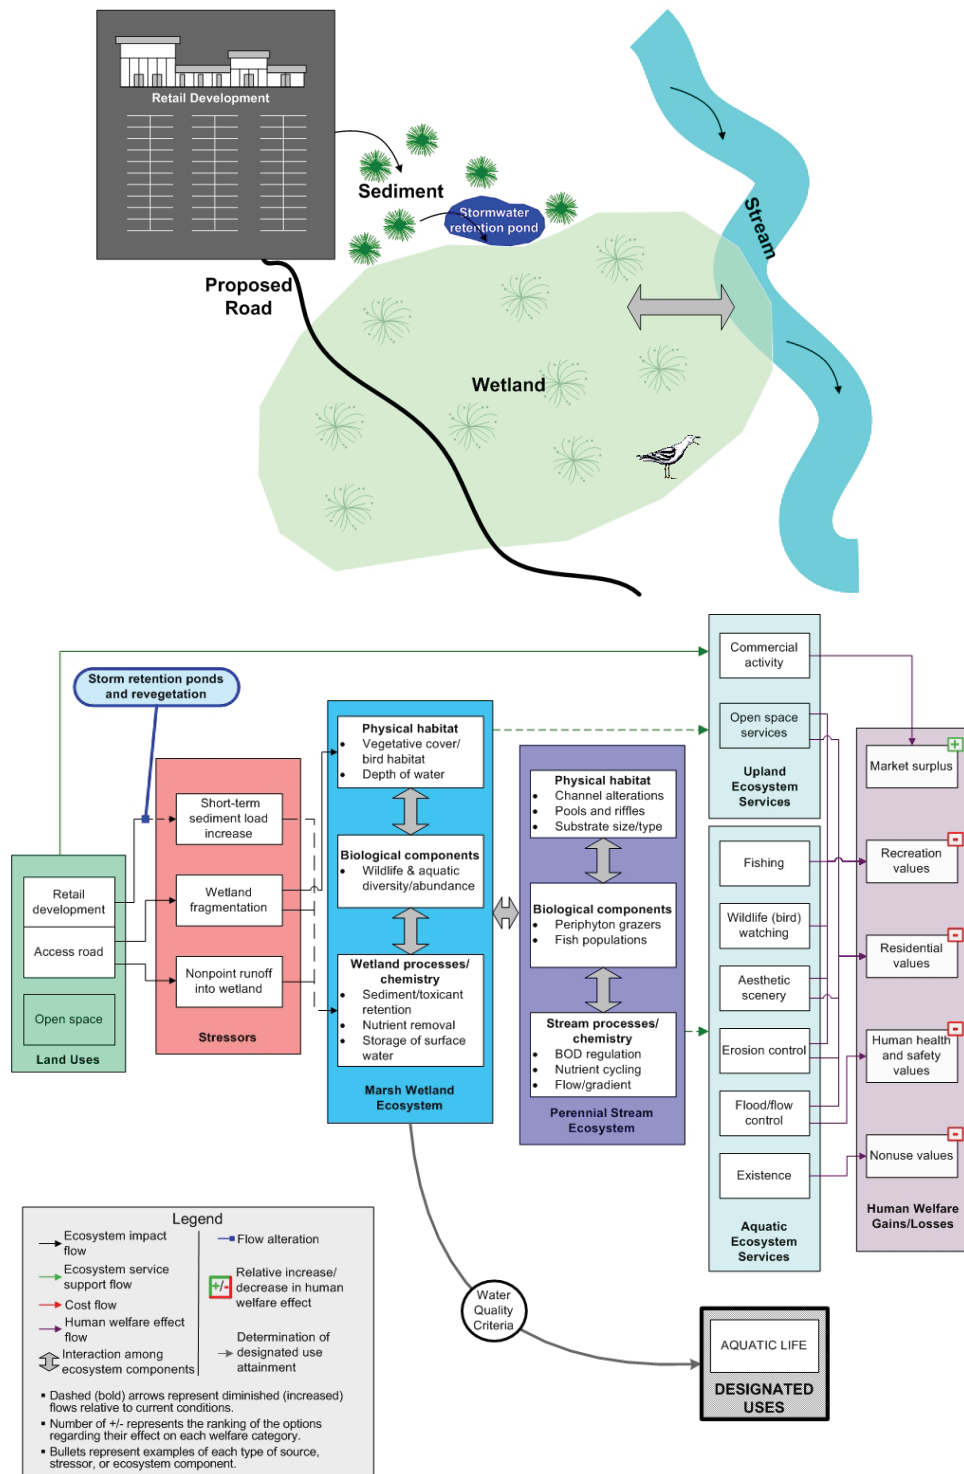 Retail Development
Sediment
Stormwater
retention pond
Stream
Proposed
Road
Wetland
Storm retention ponds
and revegetation
Retail
development
Access road
Open space
Land Uses
Short-term
sediment load
increase
Wetland
fragmentation
Nonpoint runoff
into wetland
Stressors
Physical habitat
• Vegetative cover/
bird habitat
• Depth of water
Biological components
• Wildlife & aquatic
diversity/abundance
Wetland processes/
chemistry
• Sediment/toxicant
retention
• Nutrient removal
• Storage of surface
water
Marsh Wetland
Ecosystem
Physical habitat
• Channel alterations
• Pools and riffles
• Substrate size/type
Biological components
• Periphyton grazers
• Fish populations
Stream processes/
chemistry
• BOD regulation
• Nutrient cycling
• Flow/gradient
Perennial Stream
Ecosystem
Commercial
activity
Open space
services
Upland
Ecosystem
Services
Fishing
Wildlife (bird)
watching
Aesthetic
scenery
Erosion control
Flood/flow
control
Existence
Aquatic
Ecosystem
Services
+
Market surplus
-
Recreation
values
-
Residential
values
-
Human health
and safety
values
-
Nonuse values
Human Welfare
Gains/Losses
Water
Quality
Criteria
AQUATIC LIFE
DESIGNATED
USES
Legend
Ecosystem impact
flow
Ecosystem service
support flow
Cost flow
Human welfare effect
flow
Interaction among
ecosystem components
Flow alteration
+/-
Relative increase/
decrease in human
welfare effect
Determination of
designated use
attainment
▪ Dashed (bold) arrows represent diminished (increased)
flows relative to current conditions.
▪ Number of +/- represents the ranking of the options
regarding their effect on each welfare category.
▪ Bullets represent examples of each type of source,
stressor, or ecosystem component.